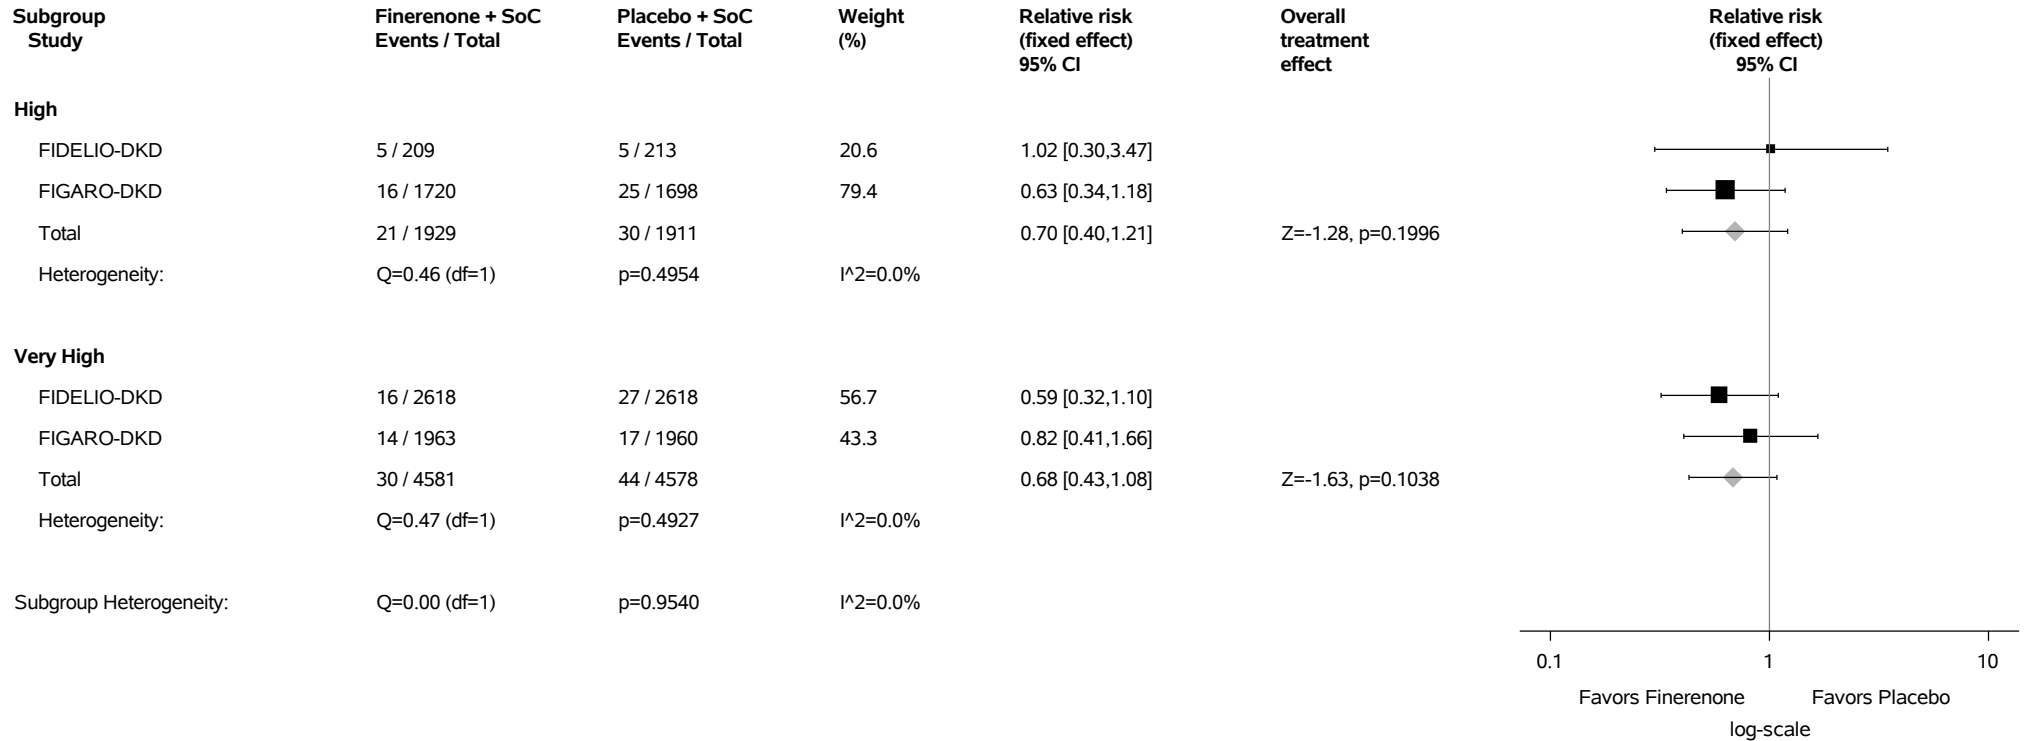 Subgroup Finerenone + SoC Placebo + SoC Weight Relative risk Overall Relative risk
Study Events / Total Events / Total (%) (fixed effect) treatment (fixed effect)
95% CI effect 95% CI
High
FIDELIO-DKD 5 / 209 5 / 213 20.6 1.02 [0.30,3.47]
FIGARO-DKD 16 / 1720 25 / 1698 79.4 0.63 [0.34,1.18]
Total 21 / 1929 30 / 1911 0.70 [0.40,1.21] Z=-1.28, p=0.1996
Heterogeneity: Q=0.46 (df=1) p=0.4954 I^2=0.0%
Very High
FIDELIO-DKD 16 / 2618 27 / 2618 56.7 0.59 [0.32,1.10]
FIGARO-DKD 14 / 1963 17 / 1960 43.3 0.82 [0.41,1.66]
Total 30 / 4581 44 / 4578 0.68 [0.43,1.08] Z=-1.63, p=0.1038
Heterogeneity: Q=0.47 (df=1) p=0.4927 I^2=0.0%
Subgroup Heterogeneity: Q=0.00 (df=1) p=0.9540 I^2=0.0%
0.1 1 10
Favors Finerenone Favors Placebo
log-scale